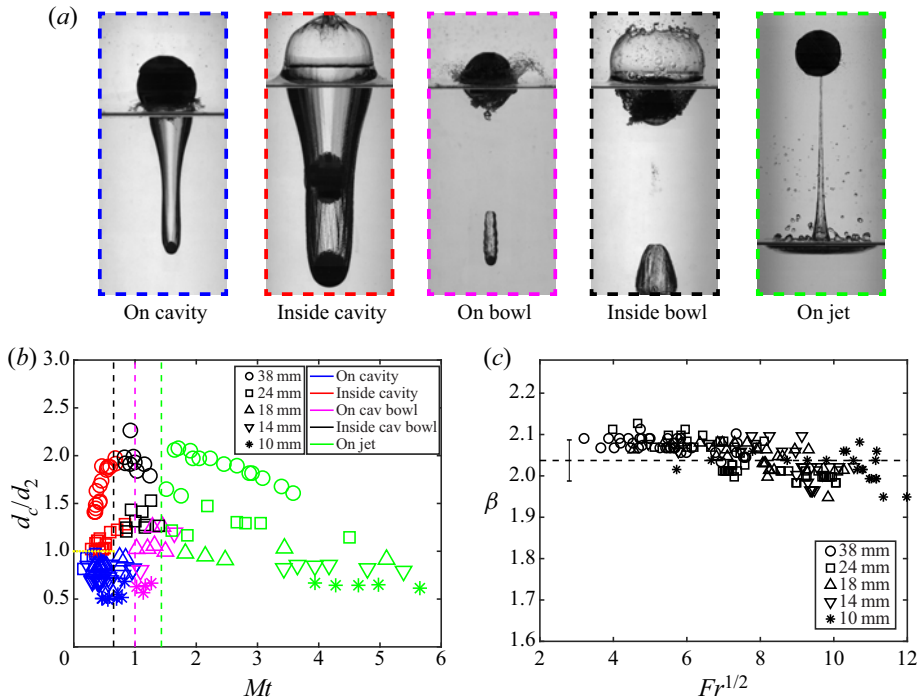 (a)
On cavity
Inside cavity
On bowl
Inside bowl
On jet
(b)
3.0
2.5
2.0
1.5
1.0
0.5
0
1
2
3
4
5
6
d_c/d_2
Mt
38 mm
24 mm
18 mm
14 mm
10 mm
On cavity
Inside cavity
On cav bowl
Inside cav bowl
On jet
(c)
2.2
2.1
2.0
1.9
1.8
1.7
1.6
2
4
6
8
10
12
β
Fr^{1/2}
38 mm
24 mm
18 mm
14 mm
10 mm